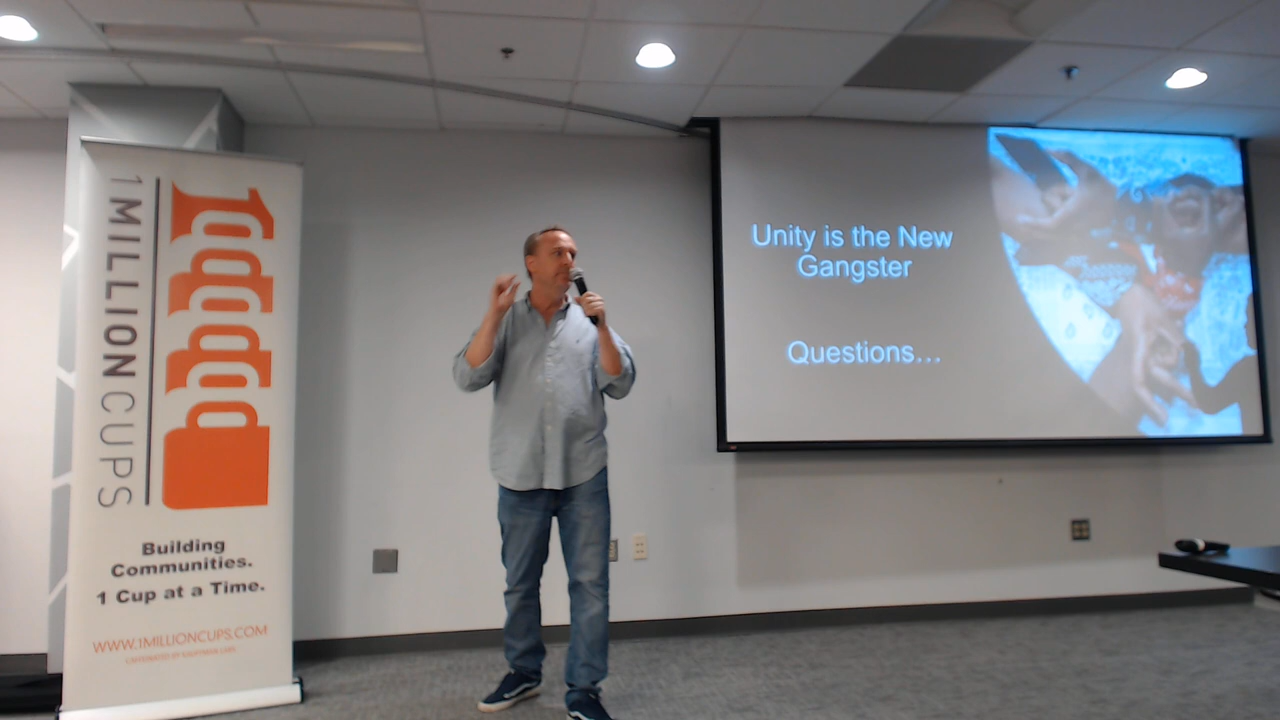 1 MILLION CUPS
Building
Communities.
1 Cup at a Time.
WWW.1MILLIONCUPS.COM
Unity is the New
Gangster
Questions...